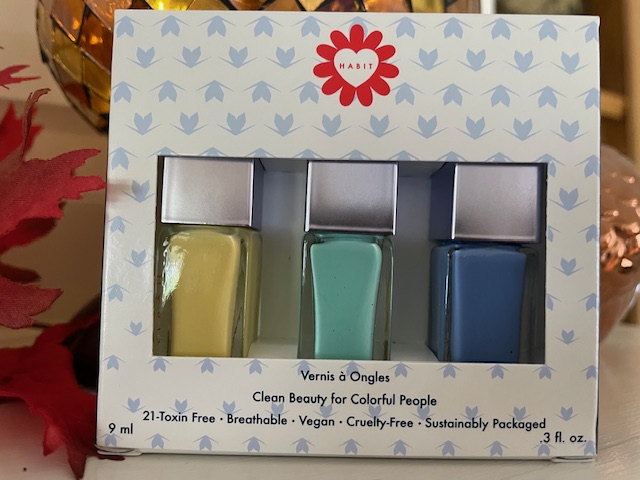 HABIT
Vernis à Ongles
Clean Beauty for Colorful People
21-Toxin Free • Breathable • Vegan • Cruelty-Free • Sustainably Packaged
9 ml
.3 fl. oz.